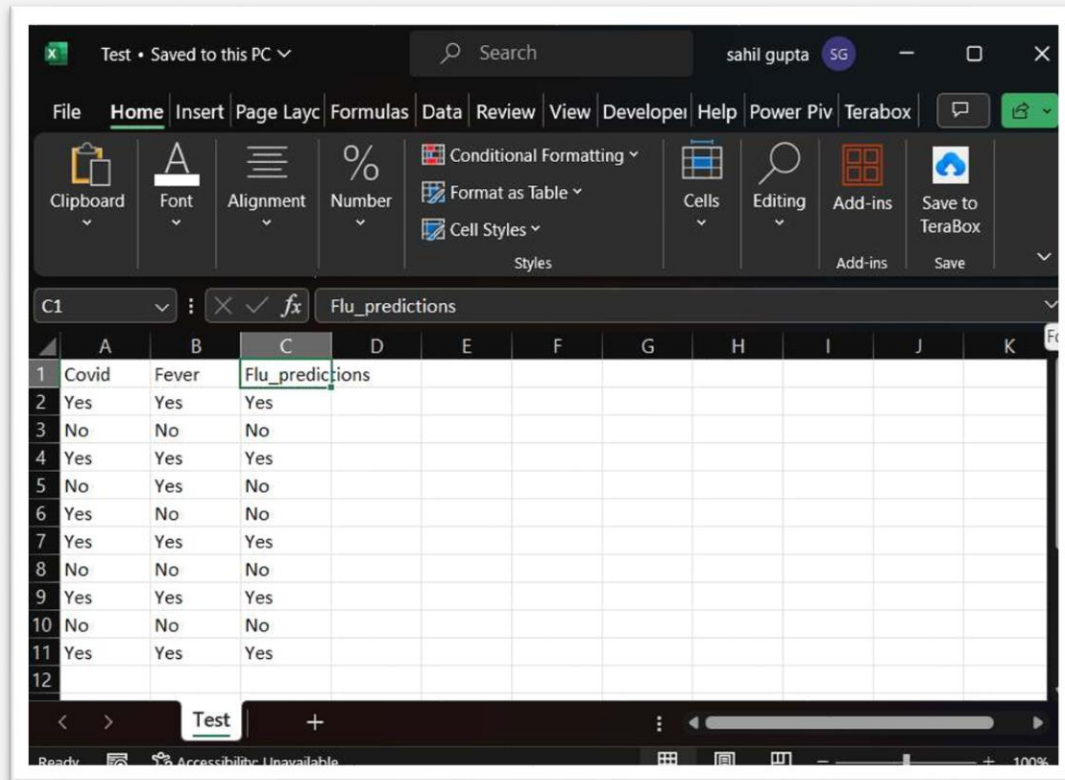 Test • Saved to this PC
Search
sahil gupta SG
File Home Insert Page Layc Formulas Data Review View Developer Help Power Piv Terabox
Clipboard Font Alignment Number Conditional Formatting Format as Table Cell Styles Cells Editing Add-ins Save to TeraBox
Styles Add-ins Save
C1 fx Flu_predictions
A B C D E F G H I J K
1 Covid Fever Flu_predictions
2 Yes Yes Yes
3 No No No
4 Yes Yes Yes
5 No Yes No
6 Yes No No
7 Yes Yes Yes
8 No No No
9 Yes Yes Yes
10 No No No
11 Yes Yes Yes
12
Test
Ready Accessibility: Unavailable 100%